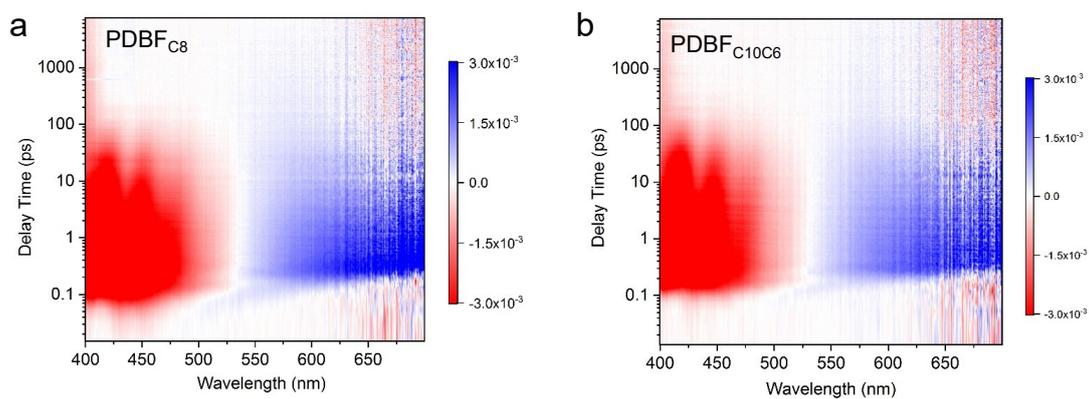 a
PDBFC8
1000
100
10
1
0.1
Delay Time (ps)
400 450 500 550 600 650
Wavelength (nm)
3.0x10-3
1.5x10-3
0.0
-1.5x10-3
-3.0x10-3
b
PDBFC10C6
1000
100
10
1
0.1
Delay Time (ps)
400 450 500 550 600 650
Wavelength (nm)
3.0x10-3
1.5x10-3
0.0
-1.5x10-3
-3.0x10-3